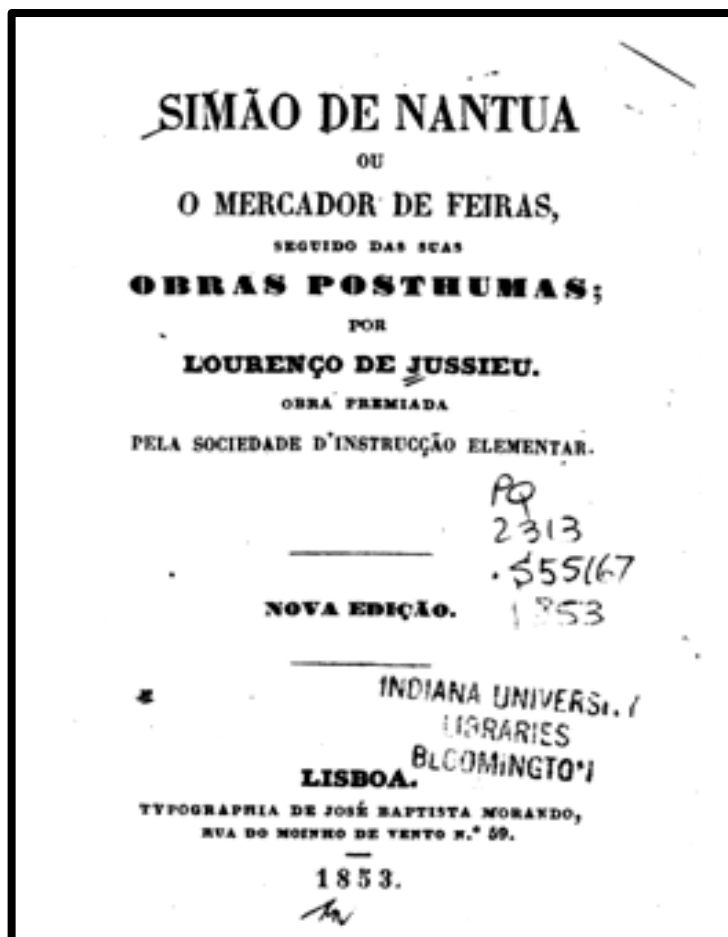 SIMÃO DE NANTUA
OU
O MERCADOR DE FEIRAS,
SEGUIDO DAS SUAS
OBRAS POSTHUMAS;
POR
LOURENÇO DE JUSSIEU.
OBRA PREMIADA
PELA SOCIEDADE D'INSTRUCÇÃO ELEMENTAR.
PQ
2313
.S55167
1853
NOVA EDIÇÃO.
INDIANA UNIVERSITY
LIBRARIES
BLOOMINGTON
LISBOA.
TYPOGRAPHIA DE JOSÉ BAPTISTA MORANDO,
RUA DO MOINHO DE VENTO N.º 59.
1853.